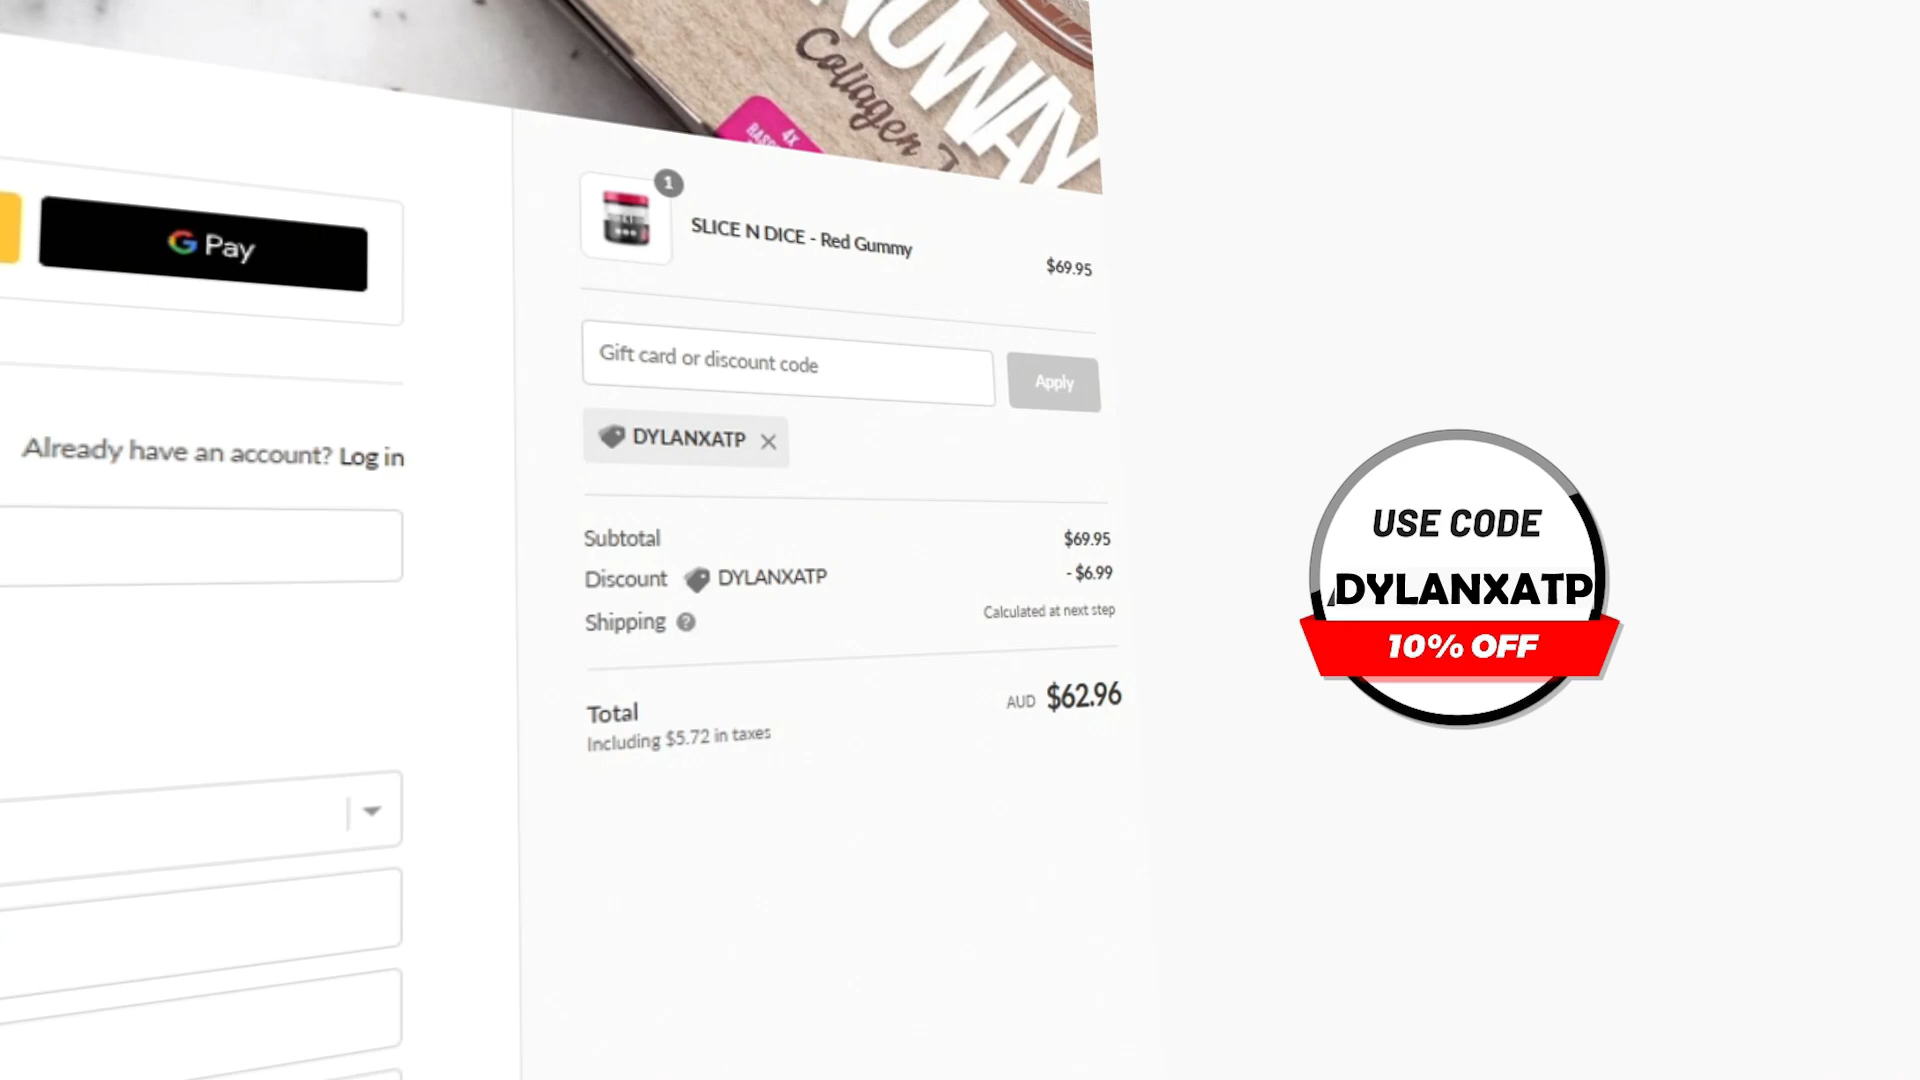 NUWAY
Collagen
4X
G Pay
1
SLICE N DICE - Red Gummy
$69.95
Gift card or discount code
Apply
DYLANXATP
Already have an account? Log in
Subtotal
$69.95
Discount DYLANXATP
- $6.99
Shipping ?
Calculated at next step
Total
AUD $62.96
Including $5.72 in taxes
USE CODE
DYLANXATP
10% OFF